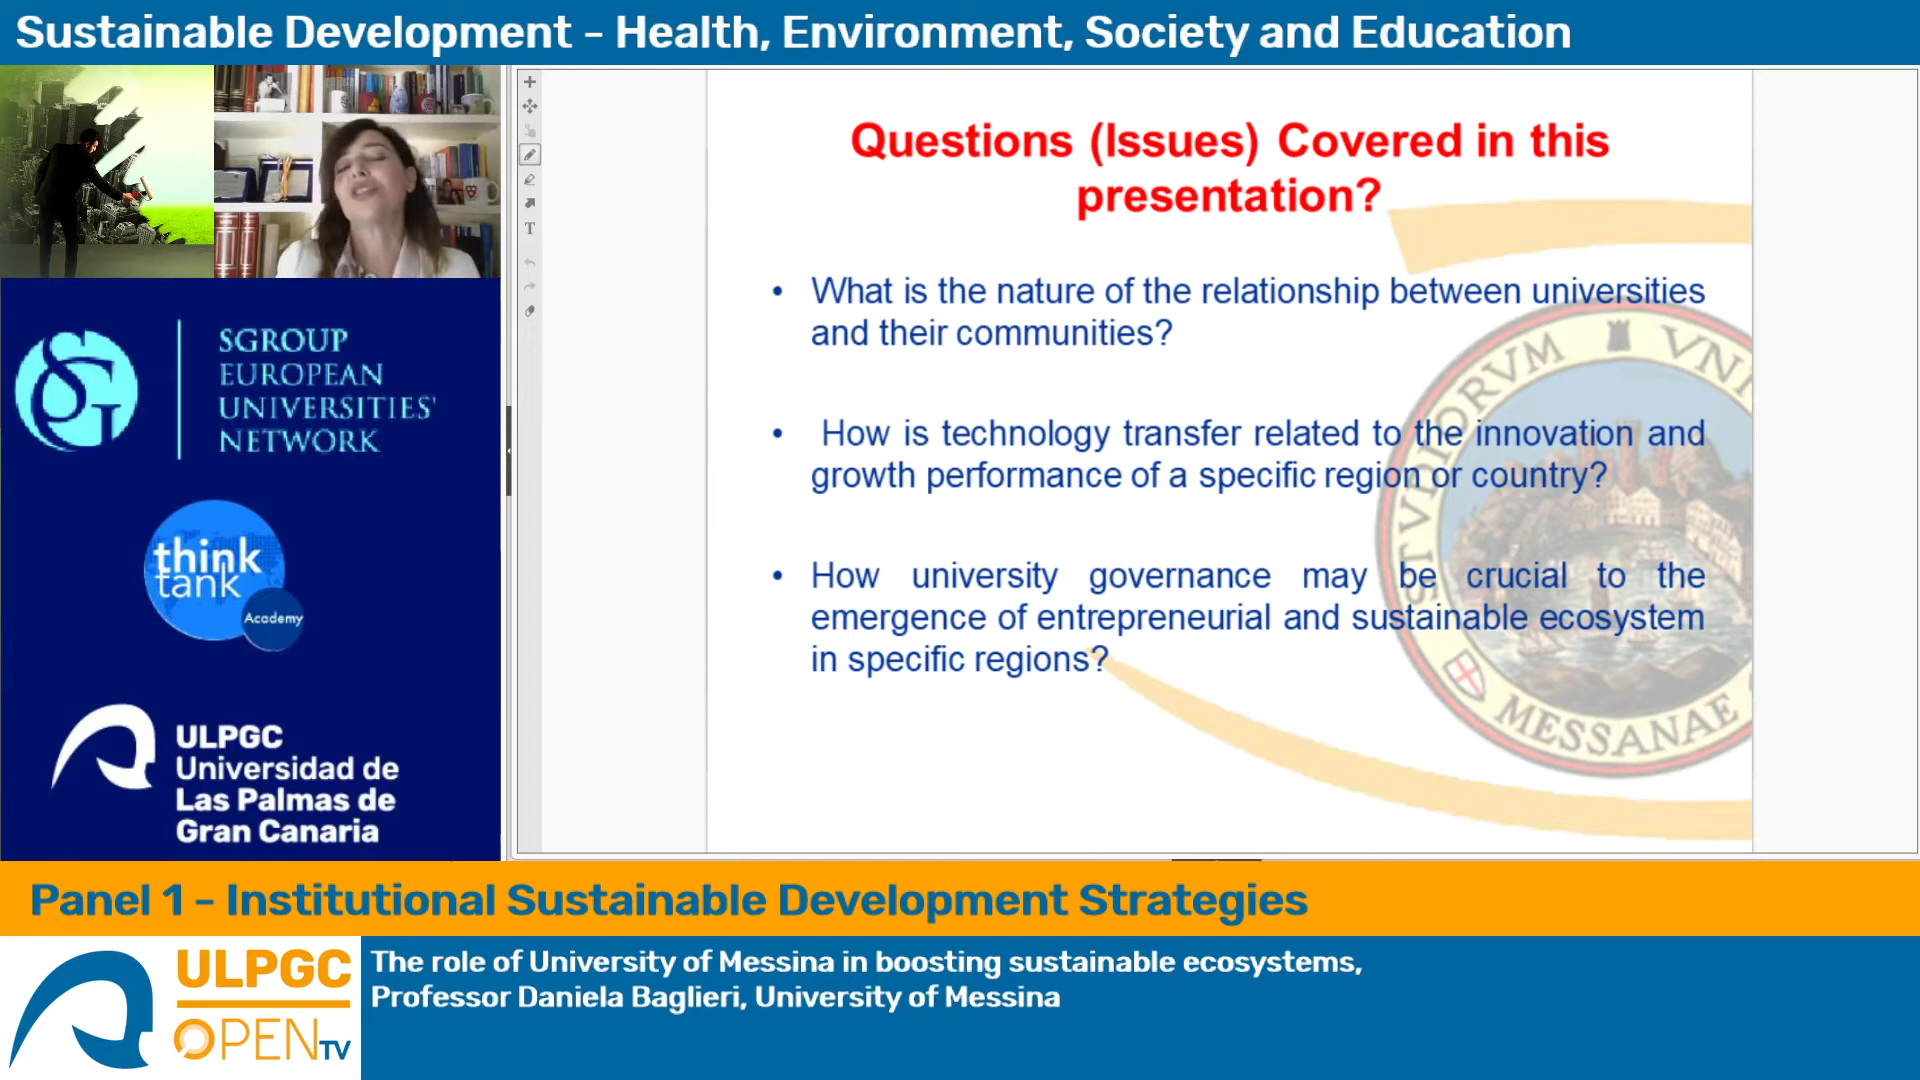 Sustainable Development - Health, Environment, Society and Education
SGROUP
EUROPEAN
UNIVERSITIES'
NETWORK
think
tank
Academy
ULPGC
Universidad de
Las Palmas de
Gran Canaria
T
Questions (Issues) Covered in this
presentation?
• What is the nature of the relationship between universities
and their communities?
• How is technology transfer related to the innovation and
growth performance of a specific region or country?
• How university governance may be crucial to the
emergence of entrepreneurial and sustainable ecosystem
in specific regions?
STVDIORVM VNI
MESSANAE
Panel 1 - Institutional Sustainable Development Strategies
ULPGC
OPENTV
The role of University of Messina in boosting sustainable ecosystems,
Professor Daniela Baglieri, University of Messina